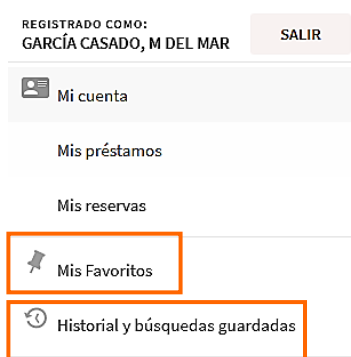 REGISTRADO COMO:
GARCÍA CASADO, M DEL MAR
SALIR
Mi cuenta
Mis préstamos
Mis reservas
Mis Favoritos
Historial y búsquedas guardadas